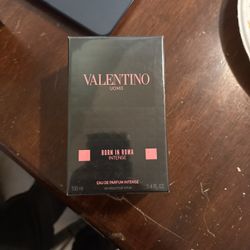 VALENTINO
UOMO
BORN IN ROMA
INTENSE
EAU DE PARFUM INTENSE
100 ml
3.4 FL. OZ.